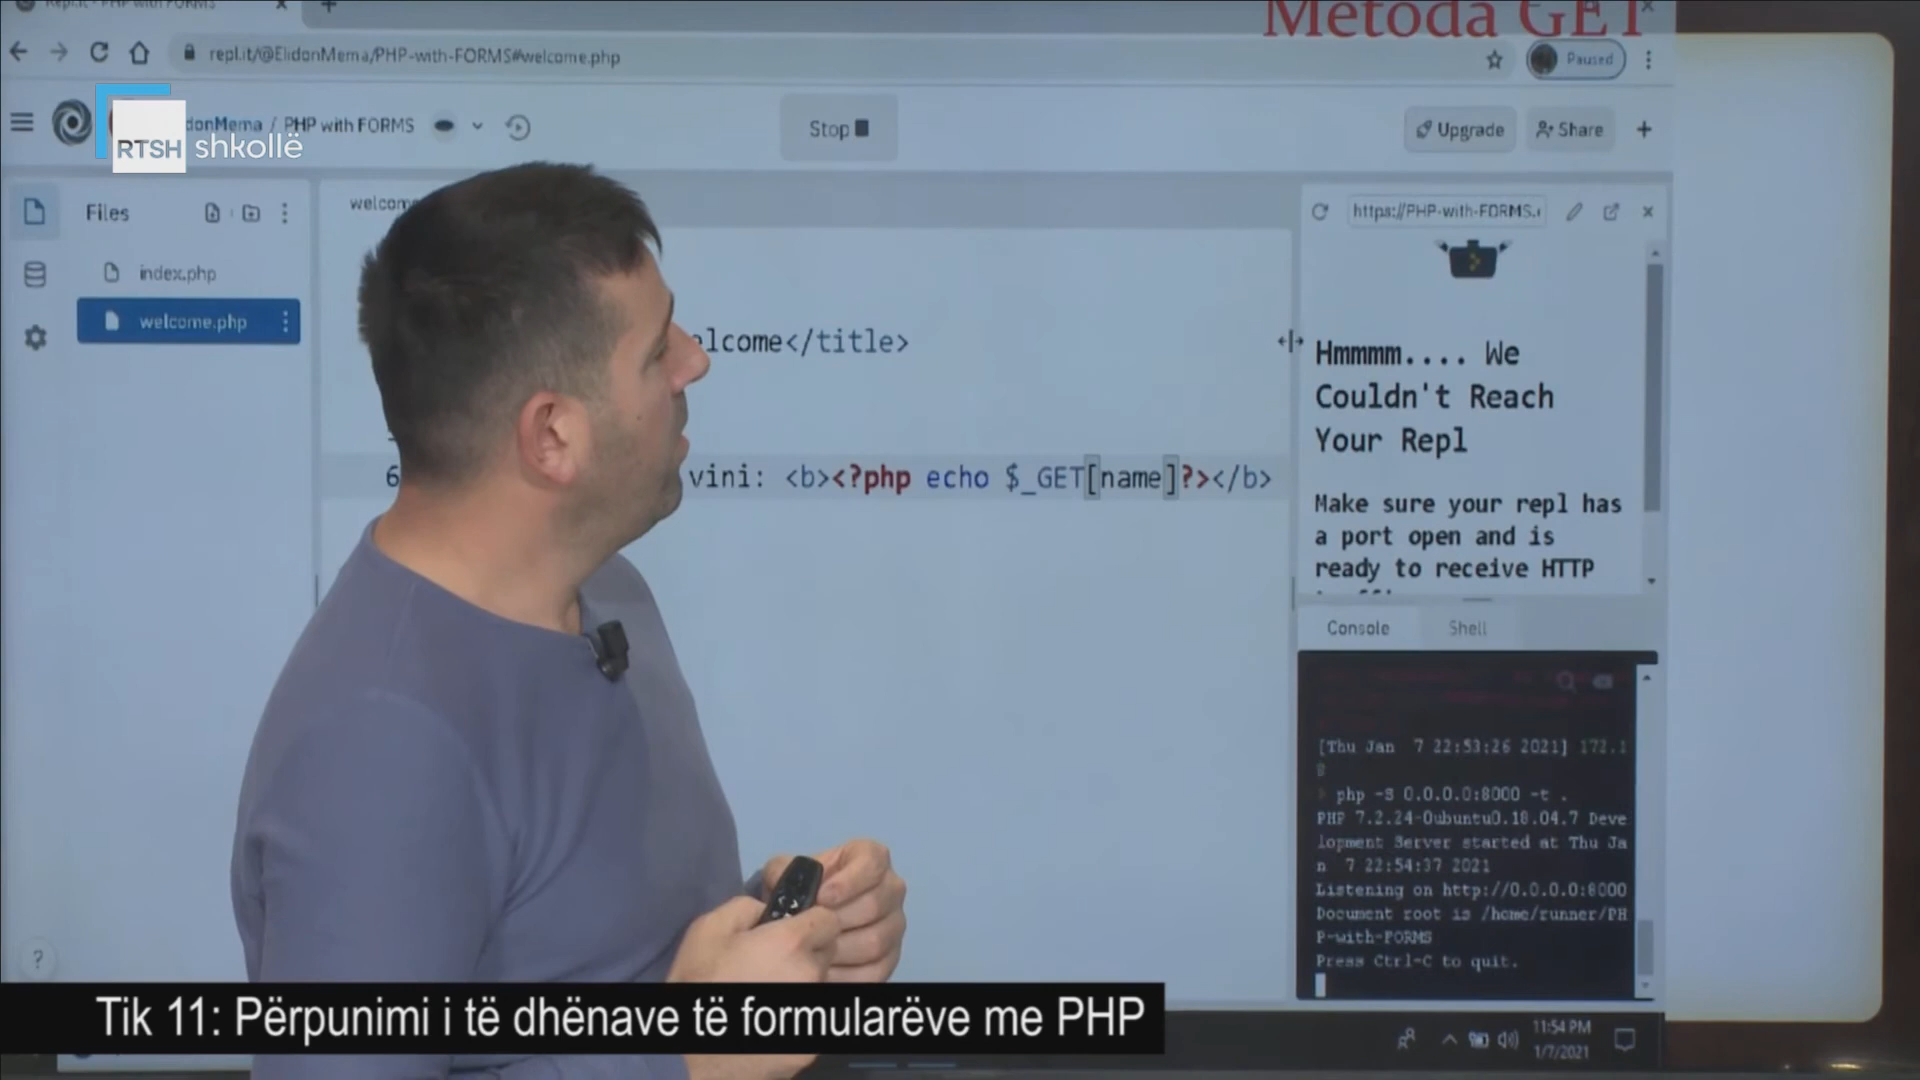 Metoda GET
repl.it/@ElidonMema/PHP-with-FORMS#welcome.php
Paused
donMema / PHP with FORMS
Stop
Upgrade
Share
RTSH shkollë
Files
index.php
welcome.php
welcome
https://PHP-with-FORMS.
elcome</title>
6
vini: <b><?php echo $_GET[name]?></b>
Hmmmm.... We
Couldn't Reach
Your Repl
Make sure your repl has
a port open and is
ready to receive HTTP
Console
Shell
[Thu Jan 7 22:53:26 2021] 172.1
8
php -S 0.0.0.0:8000 -t .
PHP 7.2.24-0ubuntu0.18.04.7 Deve
lopment Server started at Thu Ja
n 7 22:54:37 2021
Listening on http://0.0.0.0:8000
Document root is /home/runner/PH
P-with-FORMS
Press Ctrl-C to quit.
?
Tik 11: Përpunimi i të dhënave të formularëve me PHP
11:54 PM
1/7/2021